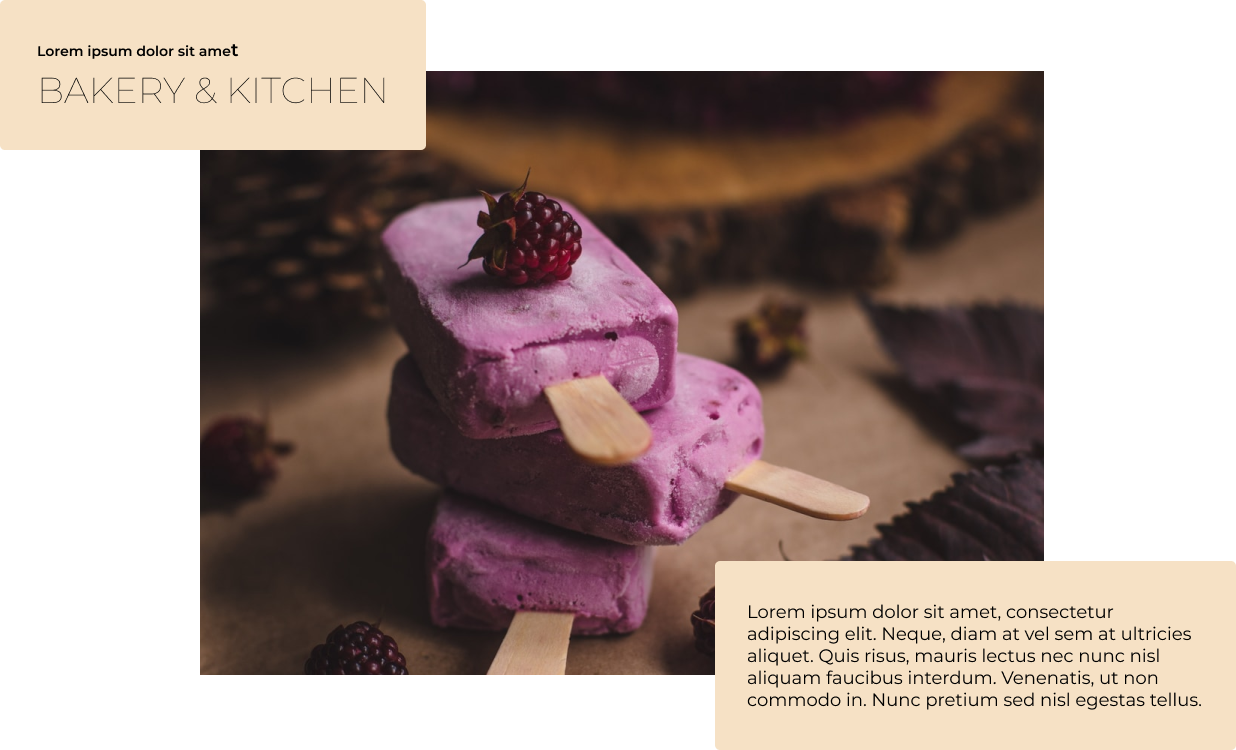 Lorem ipsum dolor sit amet
BAKERY & KITCHEN
Lorem ipsum dolor sit amet, consectetur
adipiscing elit. Neque, diam at vel sem at ultricies
aliquet. Quis risus, mauris lectus nec nunc nisl
aliquam faucibus interdum. Venenatis, ut non
commodo in. Nunc pretium sed nisl egestas tellus.